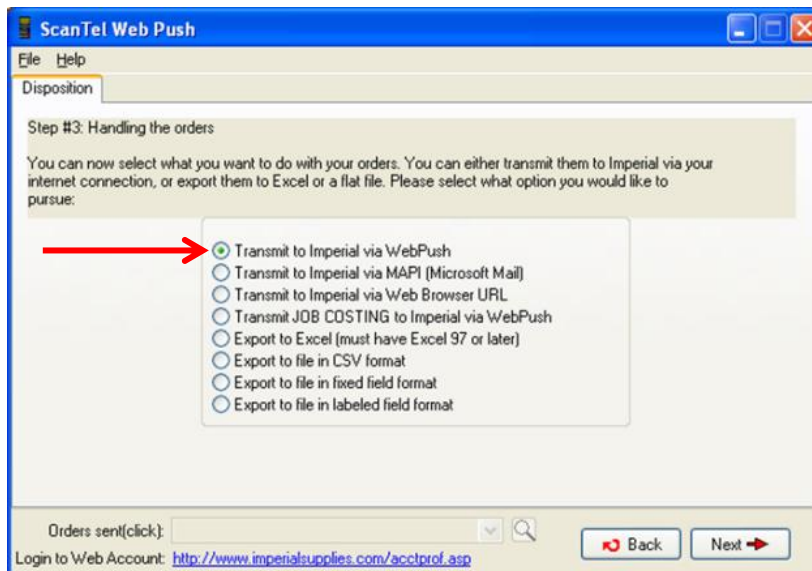 ScanTel Web Push
File Help
Disposition
Step #3: Handling the orders
You can now select what you want to do with your orders. You can either transmit them to Imperial via your
internet connection, or export them to Excel or a flat file. Please select what option you would like to
pursue:
Transmit to Imperial via WebPush
Transmit to Imperial via MAPI (Microsoft Mail)
Transmit to Imperial via Web Browser URL
Transmit JOB COSTING to Imperial via WebPush
Export to Excel (must have Excel 97 or later)
Export to file in CSV format
Export to file in fixed field format
Export to file in labeled field format
Orders sent(click):
Back Next
Login to Web Account: http://www.imperialsupplies.com/acctprof.asp